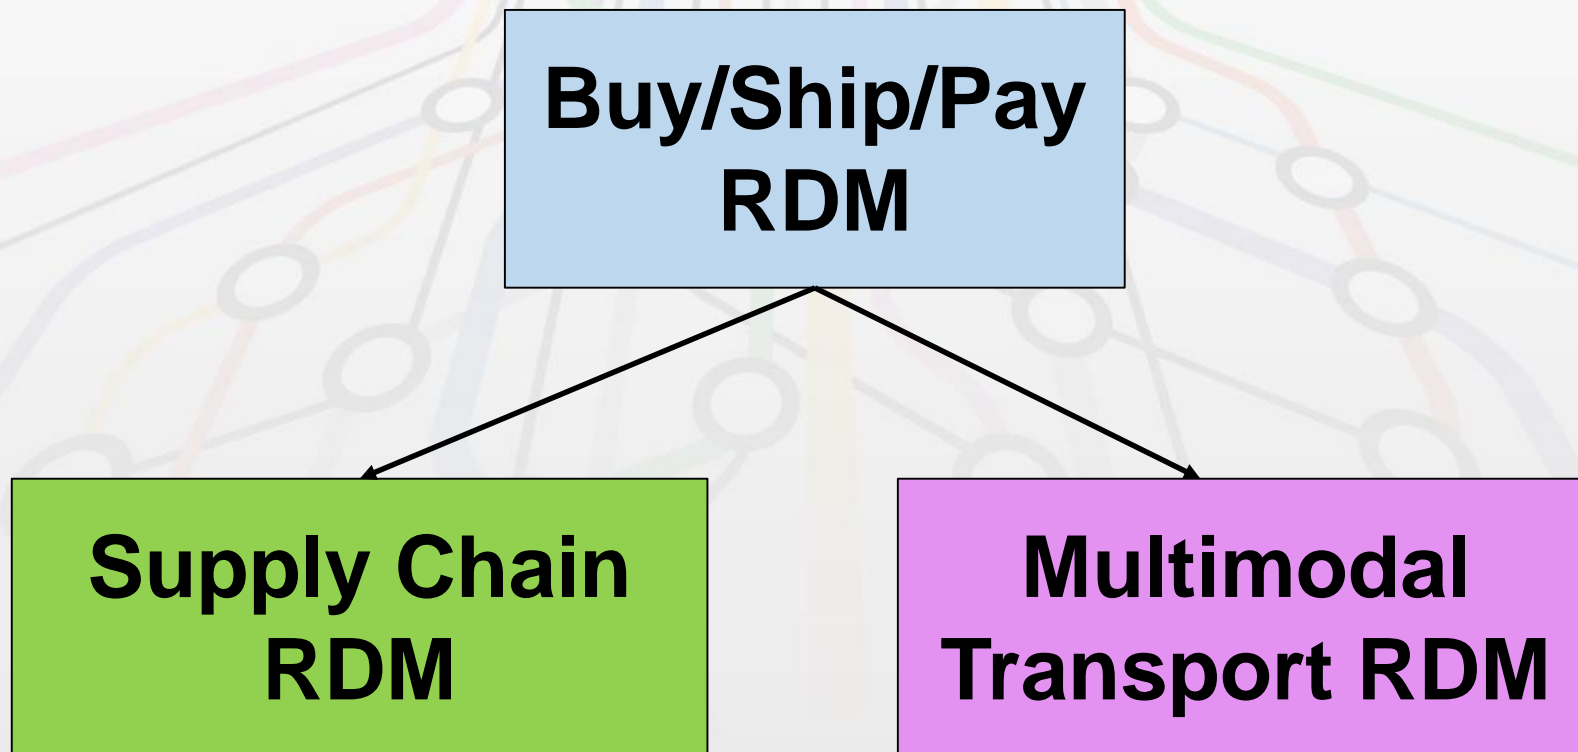 Buy/Ship/Pay
RDM
Supply Chain
RDM
Multimodal
Transport RDM